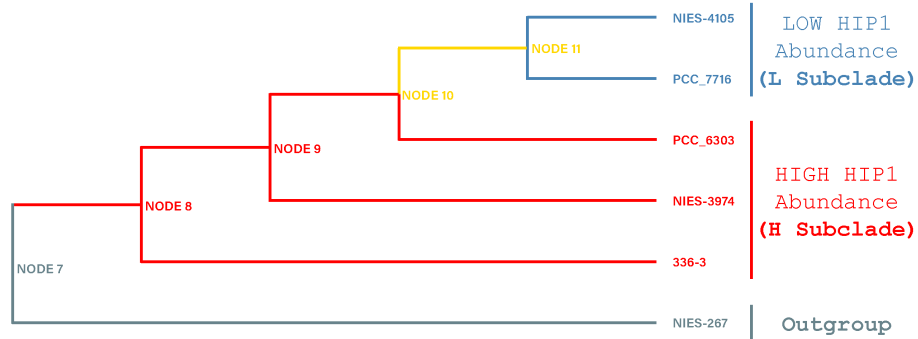 NIES-4105
LOW HIP1
Abundance
(L Subclade)
NODE 11
PCC_7716
NODE 10
PCC_6303
HIGH HIP1
Abundance
(H Subclade)
NODE 9
NIES-3974
NODE 8
336-3
NODE 7
NIES-267
Outgroup